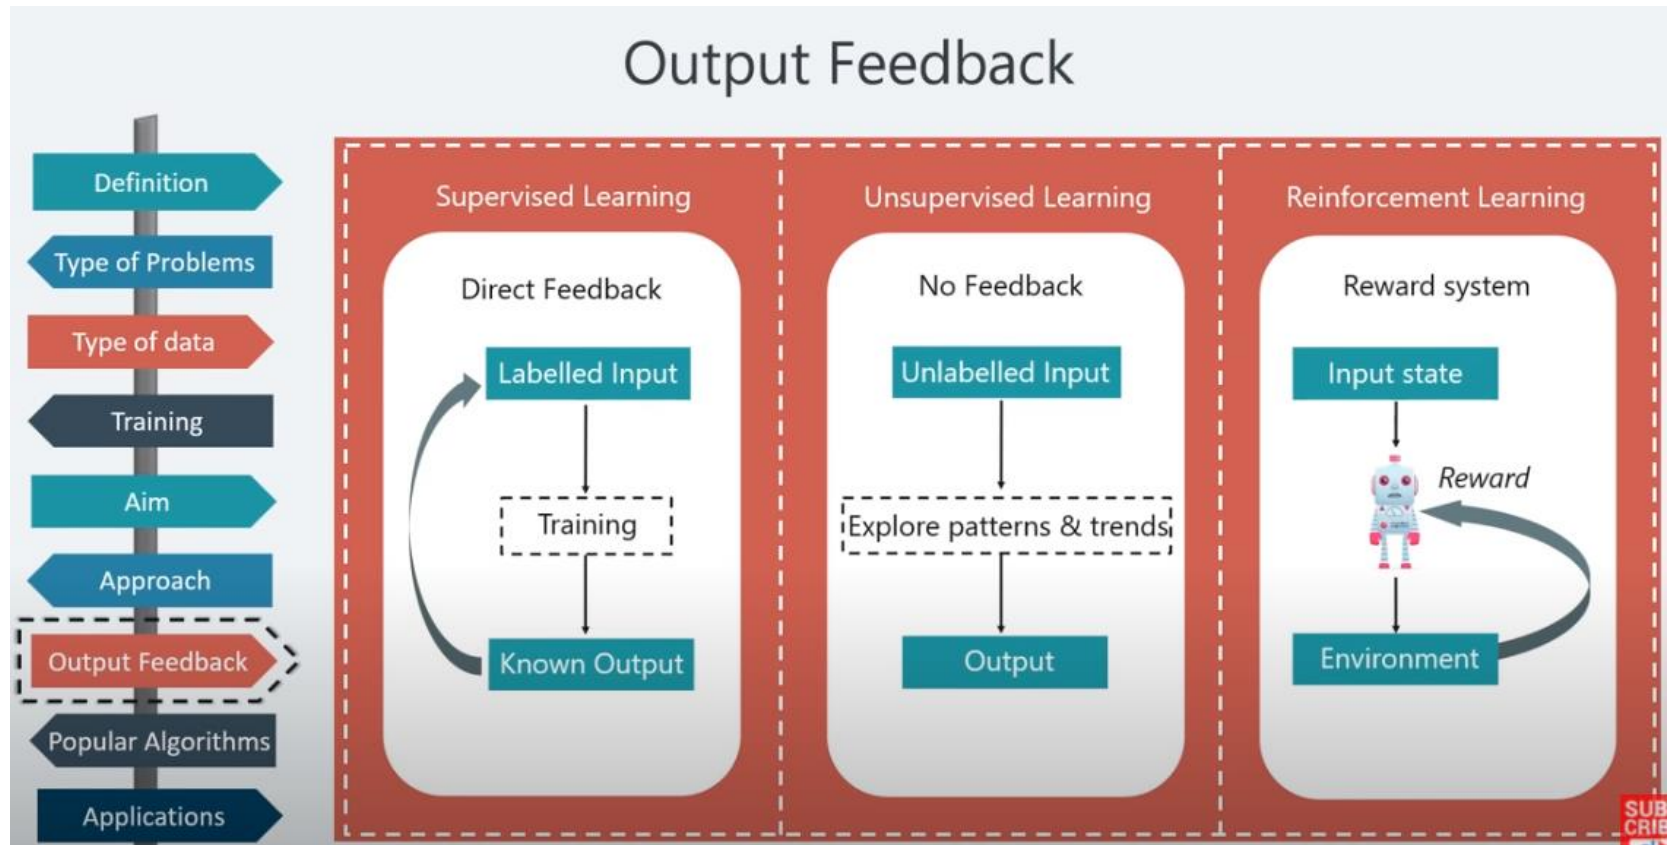 Output Feedback
Definition
Type of Problems
Type of data
Training
Aim
Approach
Output Feedback
Popular Algorithms
Applications
Supervised Learning
Direct Feedback
Labelled Input
Training
Known Output
Unsupervised Learning
No Feedback
Unlabelled Input
Explore patterns & trends
Output
Reinforcement Learning
Reward system
Input state
Reward
Environment
SUB
CRIB